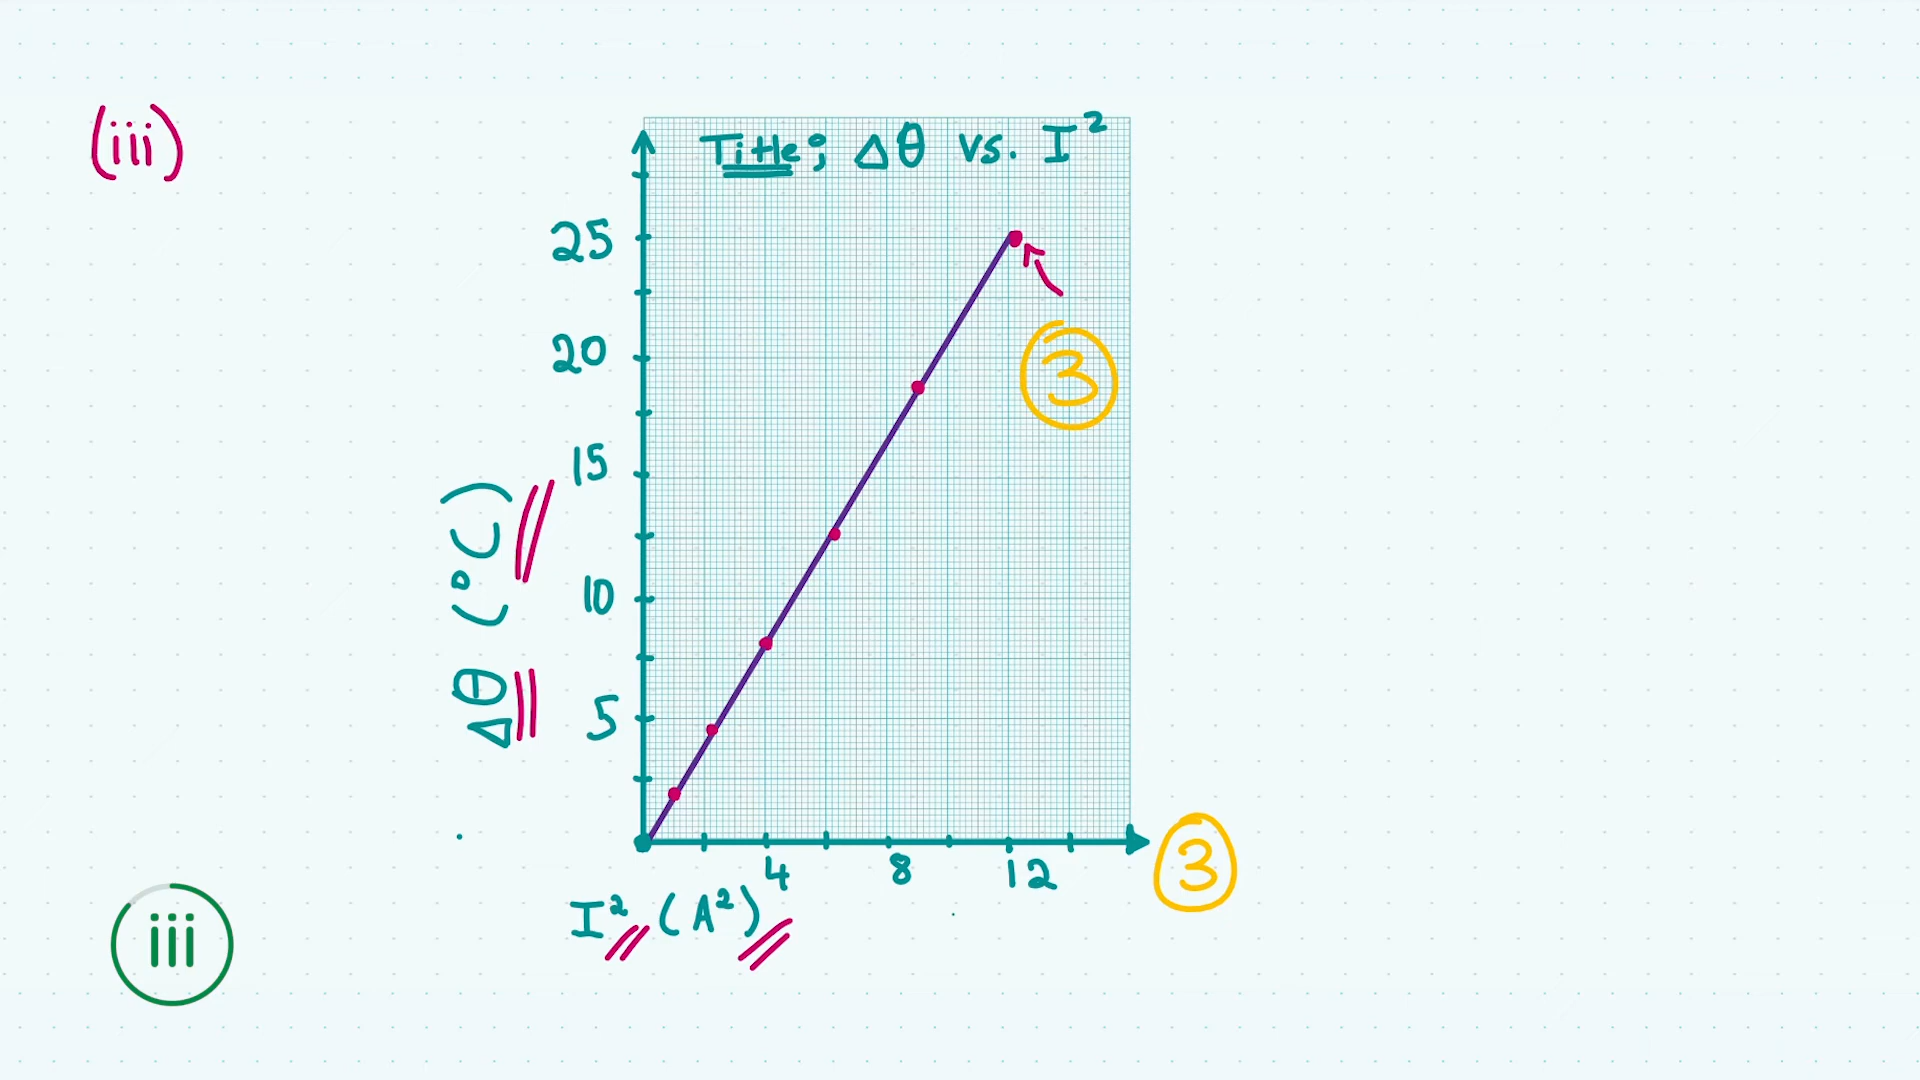 (iii)
Title; Δθ vs. I²
25
20
15
10
5
Δθ (°C)
3
4 8 12
3
I² (A²)
iii